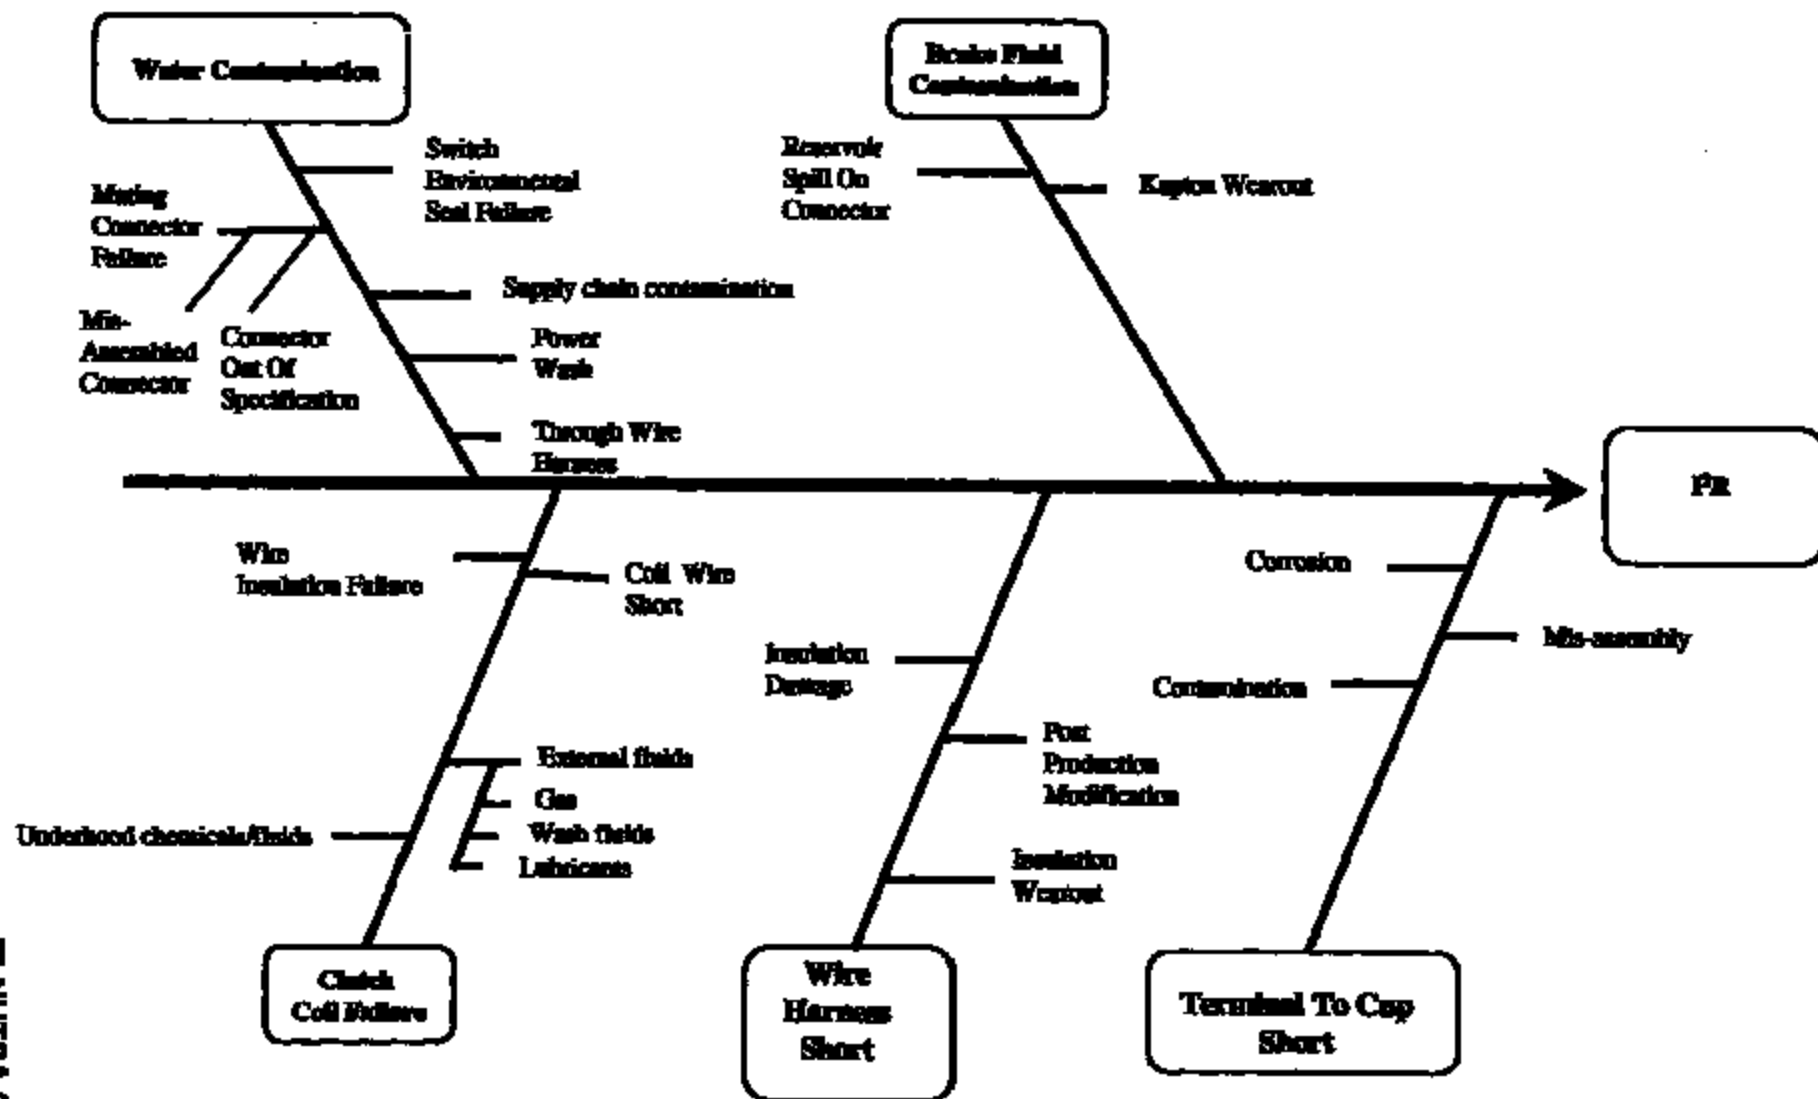 Water Contamination
Brake Fluid
Contamination
Switch
Environmental
Seal Failure
Mating
Connector
Failure
Reservoir
Spill On
Connector
Kapton Wearout
Supply chain contamination
Mis-
Assembled
Connector
Connector
Out Of
Specification
Power
Wash
Through Wire
Harness
I²R
Wire
Insulation Failure
Coil Wire
Short
Corrosion
Mis-assembly
Insulation
Damage
Contamination
Post
Production
Modification
External fluids
Gas
Wash fluids
Lubricants
Underhood chemicals/fluids
Insulation
Wearout
Clutch
Coil Failure
Wire
Harness
Short
Terminal To Cup
Short